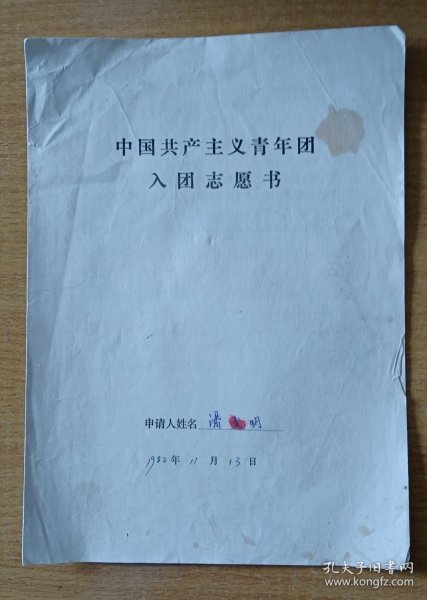 中国共产主义青年团
入团志愿书
申请人姓名 潘 明
1982年 11 月 13 日
孔夫子旧书网
www.kongfz.com